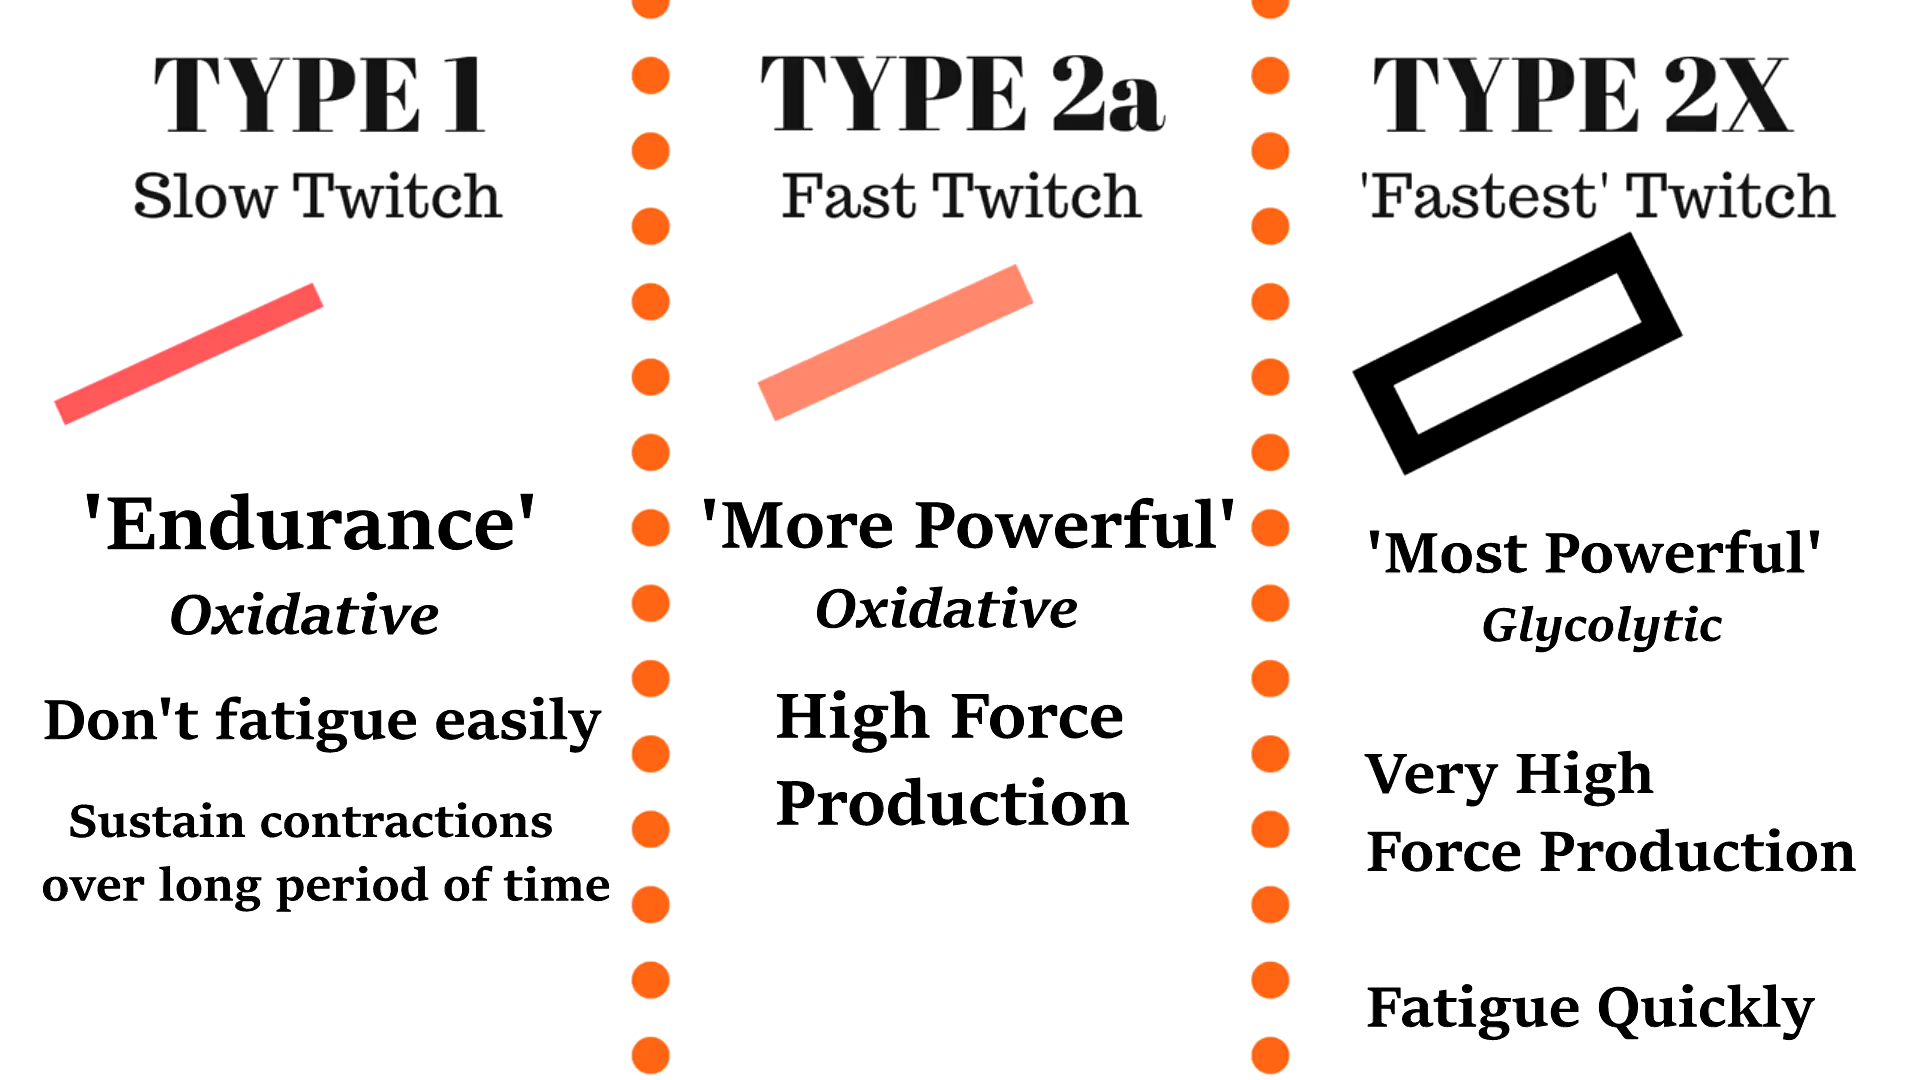 TYPE 1
Slow Twitch
'Endurance'
Oxidative
Don't fatigue easily
Sustain contractions
over long period of time
TYPE 2a
Fast Twitch
'More Powerful'
Oxidative
High Force
Production
TYPE 2X
'Fastest' Twitch
'Most Powerful'
Glycolytic
Very High
Force Production
Fatigue Quickly